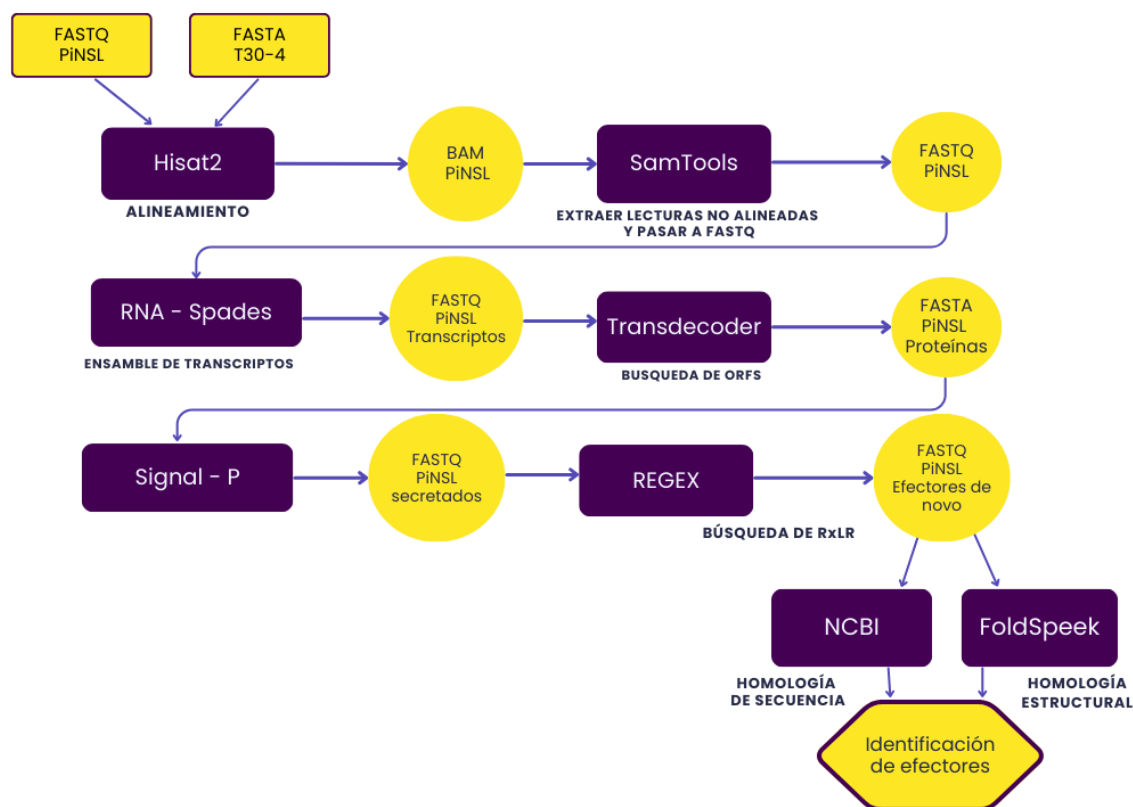 FASTQ
PiNSL
FASTA
T30-4
Hisat2
ALINEAMIENTO
BAM
PiNSL
SamTools
EXTRAER LECTURAS NO ALINEADAS
Y PASAR A FASTQ
FASTQ
PiNSL
RNA - Spades
ENSAMBLE DE TRANSCRIPTOS
FASTQ
PiNSL
Transcriptos
Transdecoder
BUSQUEDA DE ORFS
FASTA
PiNSL
Proteínas
Signal - P
FASTQ
PiNSL
secretados
REGEX
BÚSQUEDA DE RxLR
FASTQ
PiNSL
Efectores de
novo
NCBI
HOMOLOGÍA
DE SECUENCIA
FoldSpeek
HOMOLOGÍA
ESTRUCTURAL
Identificación
de efectores